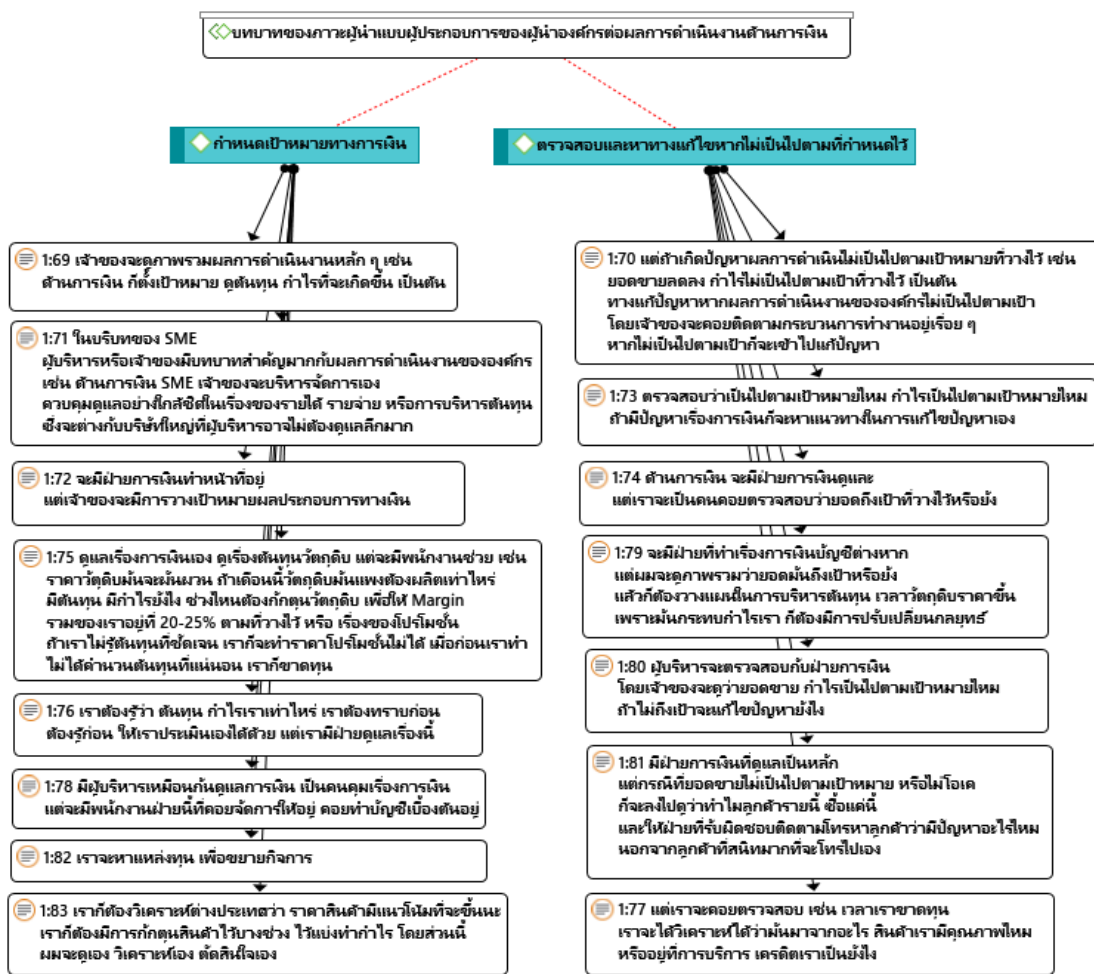 บทบาทของภาวะผู้นำแบบผู้ประกอบการของผู้นำองค์กรต่อผลการดำเนินงานด้านการเงิน
กำหนดเป้าหมายทางการเงิน
1:69 เจ้าของจะดูภาพรวมผลการดำเนินงานหลัก ๆ เช่น
ด้านการเงิน ก็ตั้งเป้าหมาย ดูต้นทุน กำไรที่จะเกิดขึ้น เป็นต้น
1:71 ในบริบทของ SME
ผู้บริหารหรือเจ้าของมีบทบาทสำคัญมากกับผลการดำเนินงานขององค์กร
เช่น ด้านการเงิน SME เจ้าของจะบริหารจัดการเอง
ควบคุมดูแลอย่างใกล้ชิดในเรื่องของรายได้ รายจ่าย หรือการบริหารต้นทุน
ซึ่งจะต่างกับบริษัทใหญ่ที่ผู้บริหารอาจไม่ต้องดูแลลึกมาก
1:72 จะมีฝ่ายการเงินทำหน้าที่อยู่
แต่เจ้าของจะมีการวางเป้าหมายผลประกอบการทางเงิน
1:75 ดูแลเรื่องการเงินเอง ดูเรื่องต้นทุนวัตถุดิบ แต่จะมีพนักงานช่วย เช่น
ราคาวัตุดิบมันจะผันผวน ถ้าเดือนนี้วัตถุดิบมันแพงต้องผลิตเท่าไหร่
มีต้นทุน มีกำไรยังไง ช่วงไหนต้องกักตุนวัตถุดิบ เพื่อให้ Margin
รวมของเราอยู่ที่ 20-25% ตามที่วางไว้ หรือ เรื่องของโปรโมชั่น
ถ้าเราไม่รู้ต้นทุนที่ชัดเจน เราก็จะทำราคาโปรโมชั่นไม่ได้ เมื่อก่อนเราทำ
ไม่ได้คำนวนต้นทุนที่แน่นอน เราก็ขาดทุน
1:76 เราต้องรู้ว่า ต้นทุน กำไรเราเท่าไหร่ เราต้องทราบก่อน
ต้องรู้ก่อน ให้เราประเมินเองได้ด้วย แต่เรามีฝ่ายดูแลเรื่องนี้
1:78 มีผู้บริหารเหมือนกันดูแลการเงิน เป็นคนคุมเรื่องการเงิน
แต่จะมีพนักงานฝ่ายนี้ที่คอยจัดการให้อยู่ คอยทำบัญชีเบื้องต้นอยู่
1:82 เราจะหาแหล่งทุน เพื่อขยายกิจการ
1:83 เราก็ต้องวิเคราะห์ต่างประเทศว่า ราคาสินค้ามีแนวโน้มที่จะขึ้นนะ
เราก็ต้องมีการกักตุนสินค้าไว้บางช่วง ไว้แบ่งทำกำไร โดยส่วนนี้
ผมจะดูเอง วิเคราะห์เอง ตัดสินใจเอง
ตรวจสอบและหาทางแก้ไขหากไม่เป็นไปตามที่กำหนดไว้
1:70 แต่ถ้าเกิดปัญหาผลการดำเนินไม่เป็นไปตามเป้าหมายที่วางไว้ เช่น
ยอดขายลดลง กำไรไม่เป็นไปตามเป้าที่วางไว้ เป็นต้น
ทางแก้ปัญหาหากผลการดำเนินงานขององค์กรไม่เป็นไปตามเป้า
โดยเจ้าของจะคอยติดตามกระบวนการทำงานอยู่เรื่อย ๆ
หากไม่เป็นไปตามเป้าก็จะเข้าไปแก้ปัญหา
1:73 ตรวจสอบว่าเป็นไปตามเป้าหมายไหม กำไรเป็นไปตามเป้าหมายไหม
ถ้ามีปัญหาเรื่องการเงินก็จะหาแนวทางในการแก้ไขปัญหาเอง
1:74 ด้านการเงิน จะมีฝ่ายการเงินดูและ
แต่เราจะเป็นคนคอยตรวจสอบว่ายอดถึงเป้าที่วางไว้หรือยัง
1:79 จะมีฝ่ายที่ทำเรื่องการเงินบัญชีต่างหาก
แต่ผมจะดูภาพรวมว่ายอดมันถึงเป้าหรือยัง
แล้วก็ต้องวางแผนในการบริหารต้นทุน เวลาวัตถุดิบราคาขึ้น
เพราะมันกระทบกำไรเรา ก็ต้องมีการปรับเปลี่ยนกลยุทธ์
1:80 ผู้บริหารจะตรวจสอบกับฝ่ายการเงิน
โดยเจ้าของจะดูว่ายอดขาย กำไรเป็นไปตามเป้าหมายไหม
ถ้าไม่ถึงเป้าจะแก้ไขปัญหายังไง
1:81 มีฝ่ายการเงินที่ดูแลเป็นหลัก
แต่กรณีที่ยอดขายไม่เป็นไปตามเป้าหมาย หรือไม่โอเค
ก็จะลงไปดูว่าทำไมลูกค้ารายนี้ ซื้อแค่นี้
และให้ฝ่ายที่รับผิดชอบติดตามโทรหาลูกค้าว่ามีปัญหาอะไรไหม
นอกจากลูกค้าที่สนิทมากที่จะโทรไปเอง
1:77 แต่เราจะคอยตรวจสอบ เช่น เวลาเราขาดทุน
เราจะได้วิเคราะห์ได้ว่ามันมาจากอะไร สินค้าเรามีคุณภาพไหม
หรืออยู่ที่การบริการ เครดิตเราเป็นยังไง